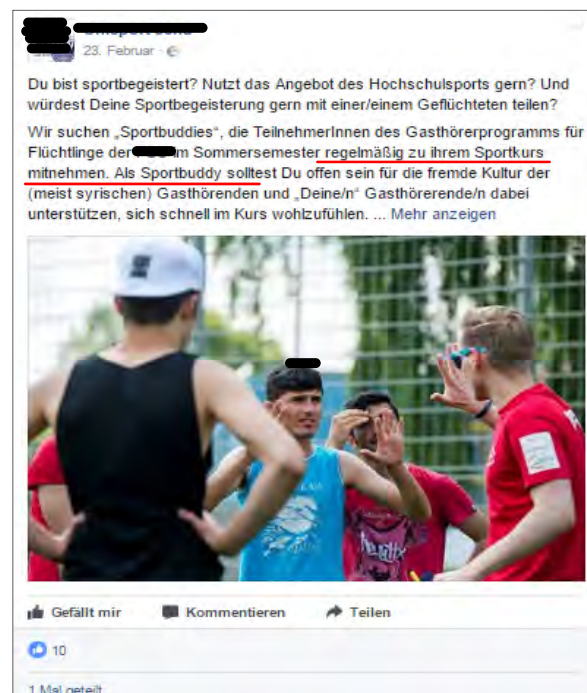 23. Februar
Du bist sportbegeistert? Nutzt das Angebot des Hochschulsports gern? Und
würdest Deine Sportbegeisterung gern mit einer/einem Geflüchteten teilen?
Wir suchen „Sportbuddies", die TeilnehmerInnen des Gasthörerprogramms für
Flüchtlinge der im Sommersemester regelmäßig zu ihrem Sportkurs
mitnehmen. Als Sportbuddy solltest Du offen sein für die fremde Kultur der
(meist syrischen) Gasthörenden und „Deine/n" Gasthörerende/n dabei
unterstützen, sich schnell im Kurs wohlzufühlen. ... Mehr anzeigen
Gefällt mir Kommentieren Teilen
10
1 Mal geteilt